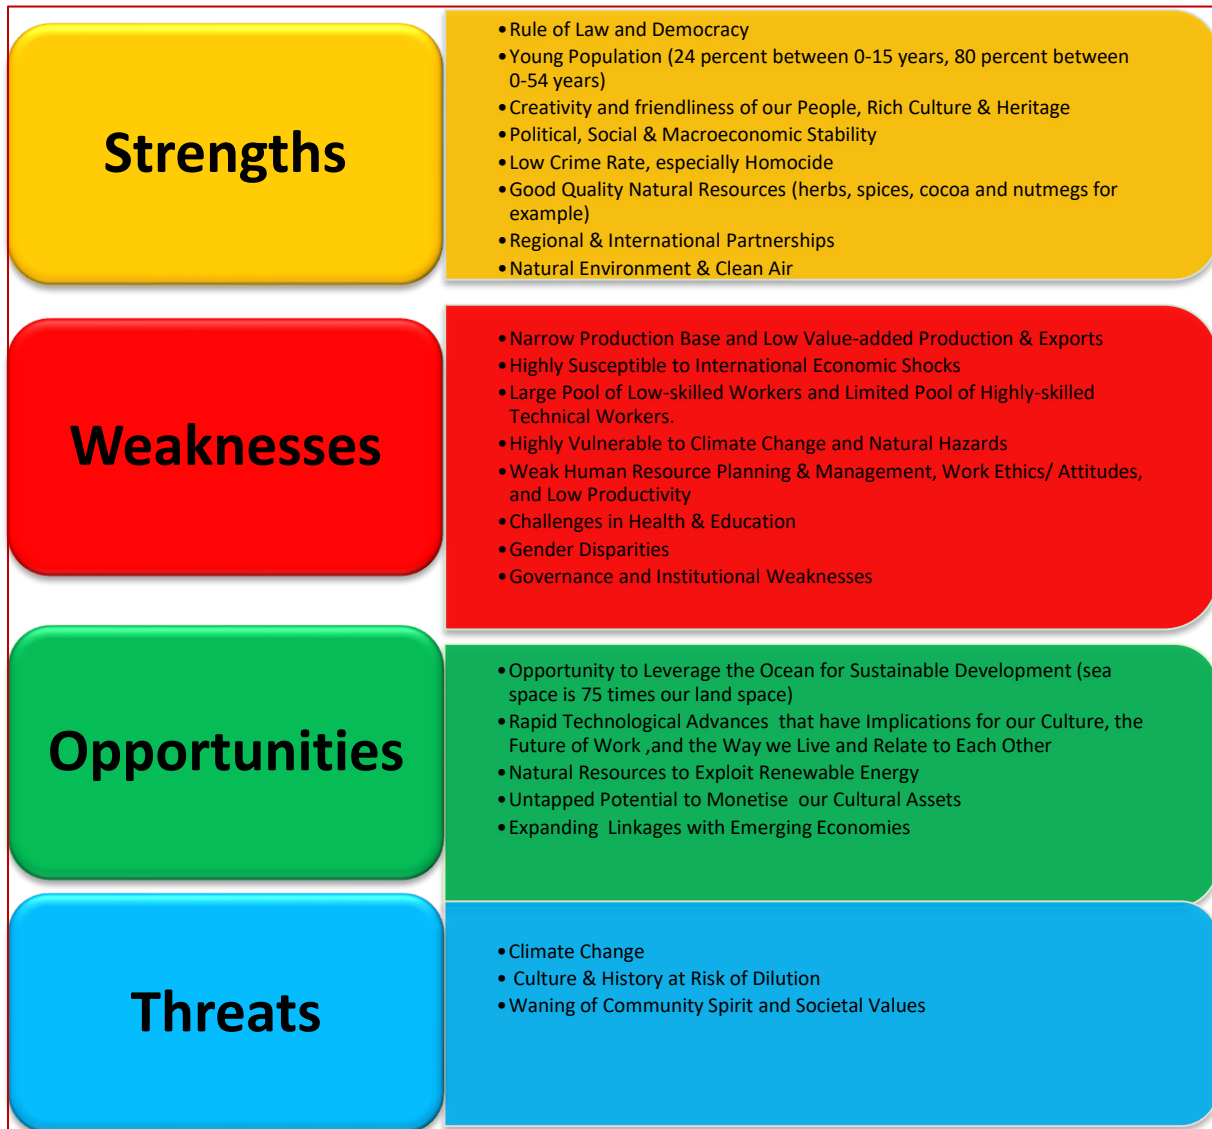 Strengths
•Rule of Law and Democracy
•Young Population (24 percent between 0-15 years, 80 percent between
0-54 years)
•Creativity and friendliness of our People, Rich Culture & Heritage
•Political, Social & Macroeconomic Stability
•Low Crime Rate, especially Homocide
•Good Quality Natural Resources (herbs, spices, cocoa and nutmegs for
example)
•Regional & International Partnerships
•Natural Environment & Clean Air
Weaknesses
•Narrow Production Base and Low Value-added Production & Exports
•Highly Susceptible to International Economic Shocks
•Large Pool of Low-skilled Workers and Limited Pool of Highly-skilled
Technical Workers.
•Highly Vulnerable to Climate Change and Natural Hazards
•Weak Human Resource Planning & Management, Work Ethics/ Attitudes,
and Low Productivity
•Challenges in Health & Education
•Gender Disparities
•Governance and Institutional Weaknesses
Opportunities
•Opportunity to Leverage the Ocean for Sustainable Development (sea
space is 75 times our land space)
•Rapid Technological Advances  that have Implications for our Culture, the
Future of Work ,and the Way we Live and Relate to Each Other
•Natural Resources to Exploit Renewable Energy
•Untapped Potential to Monetise  our Cultural Assets
•Expanding  Linkages with Emerging Economies
Threats
•Climate Change
• Culture & History at Risk of Dilution
•Waning of Community Spirit and Societal Values